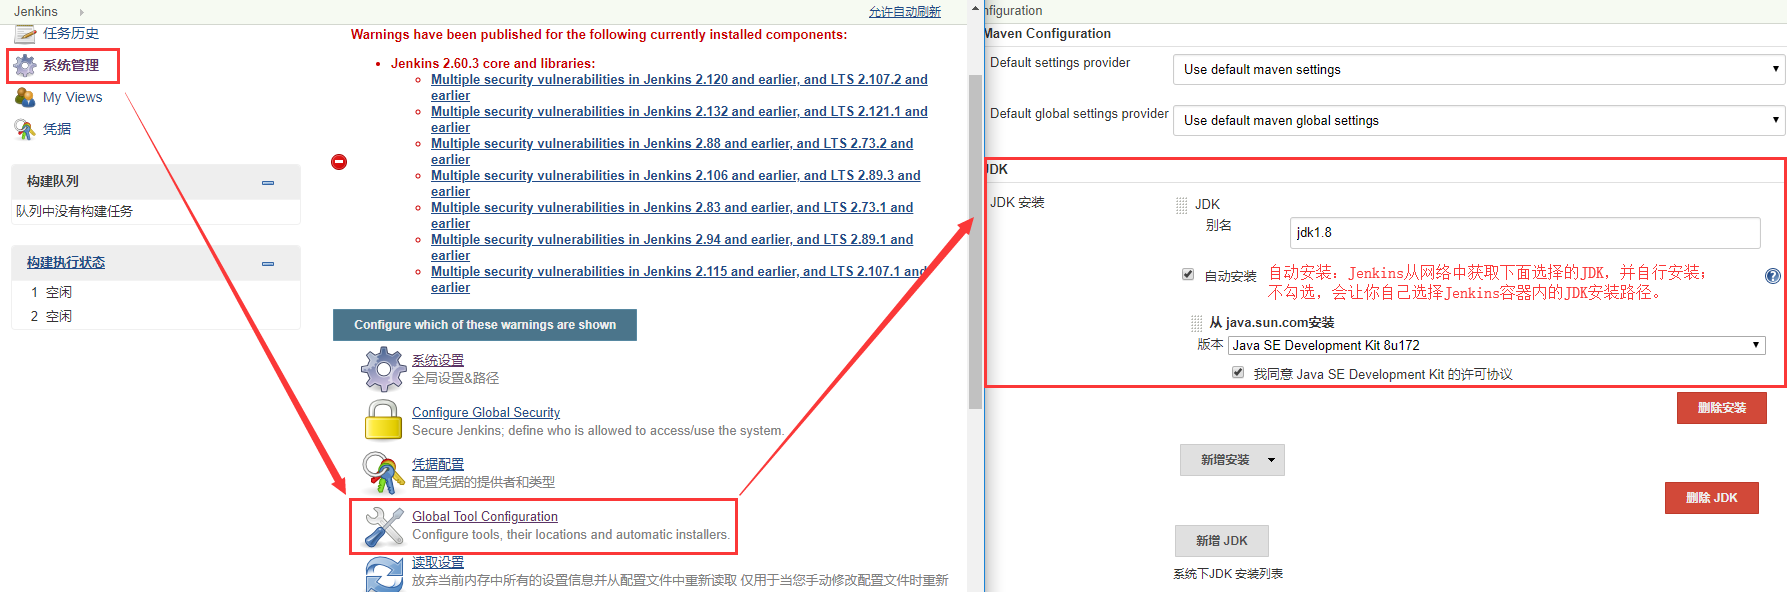 Jenkins
允许自动刷新
任务历史
系统管理
My Views
凭据
构建队列
队列中没有构建任务
构建执行状态
1 空闲
2 空闲
Warnings have been published for the following currently installed components:
Jenkins 2.60.3 core and libraries:
Multiple security vulnerabilities in Jenkins 2.120 and earlier, and LTS 2.107.2 and
earlier
Multiple security vulnerabilities in Jenkins 2.132 and earlier, and LTS 2.121.1 and
earlier
Multiple security vulnerabilities in Jenkins 2.88 and earlier, and LTS 2.73.2 and
earlier
Multiple security vulnerabilities in Jenkins 2.106 and earlier, and LTS 2.89.3 and
earlier
Multiple security vulnerabilities in Jenkins 2.83 and earlier, and LTS 2.73.1 and
earlier
Multiple security vulnerabilities in Jenkins 2.94 and earlier, and LTS 2.89.1 and
earlier
Multiple security vulnerabilities in Jenkins 2.115 and earlier, and LTS 2.107.1 and
earlier
Configure which of these warnings are shown
系统设置
全局设置&路径
Configure Global Security
Secure Jenkins; define who is allowed to access/use the system.
凭据配置
配置凭据的提供者和类型
Global Tool Configuration
Configure tools, their locations and automatic installers.
读取设置
放弃当前内存中所有的设置信息并从配置文件中重新读取 仅用于当您手动修改配置文件时重新
nfiguration
Maven Configuration
Default settings provider
Use default maven settings
Default global settings provider
Use default maven global settings
JDK
JDK 安装
JDK
别名
jdk1.8
自动安装
自动安装：Jenkins从网络中获取下面选择的JDK，并自行安装；
不勾选，会让你自己选择Jenkins容器内的JDK安装路径。
从 java.sun.com安装
版本 Java SE Development Kit 8u172
我同意 Java SE Development Kit 的许可协议
删除安装
新增安装
删除 JDK
新增 JDK
系统下JDK 安装列表